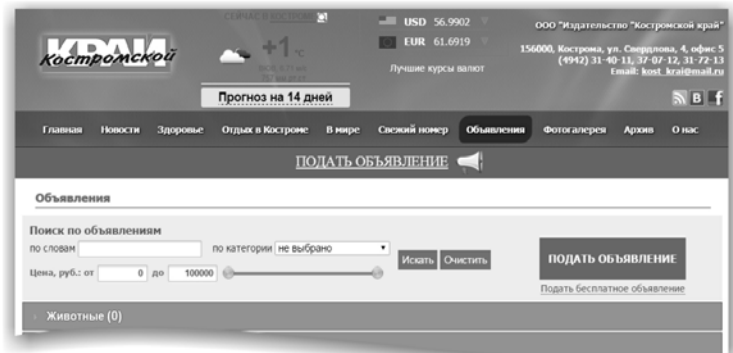 СЕЙЧАС В КОСТРОМЕ
КРАЙ
Костромской
+1 °C
Прогноз на 14 дней
USD 56.9902
EUR 61.6919
Лучшие курсы валют
ООО "Издательство "Костромской край"
156000, Кострома, ул. Свердлова, 4, офис 5
(4942) 31-40-11, 37-07-12, 31-72-13
Email: kost_krai@mail.ru
В f
Главная Новости Здоровье Отдых в Костроме В мире Свежий номер Объявления Фотогалерея Архив О нас
ПОДАТЬ ОБЪЯВЛЕНИЕ
Объявления
Поиск по объявлениям
по словам по категории не выбрано
Искать Очистить
Цена, руб.: от 0 до 100000
ПОДАТЬ ОБЪЯВЛЕНИЕ
Подать бесплатное объявление
Животные (0)